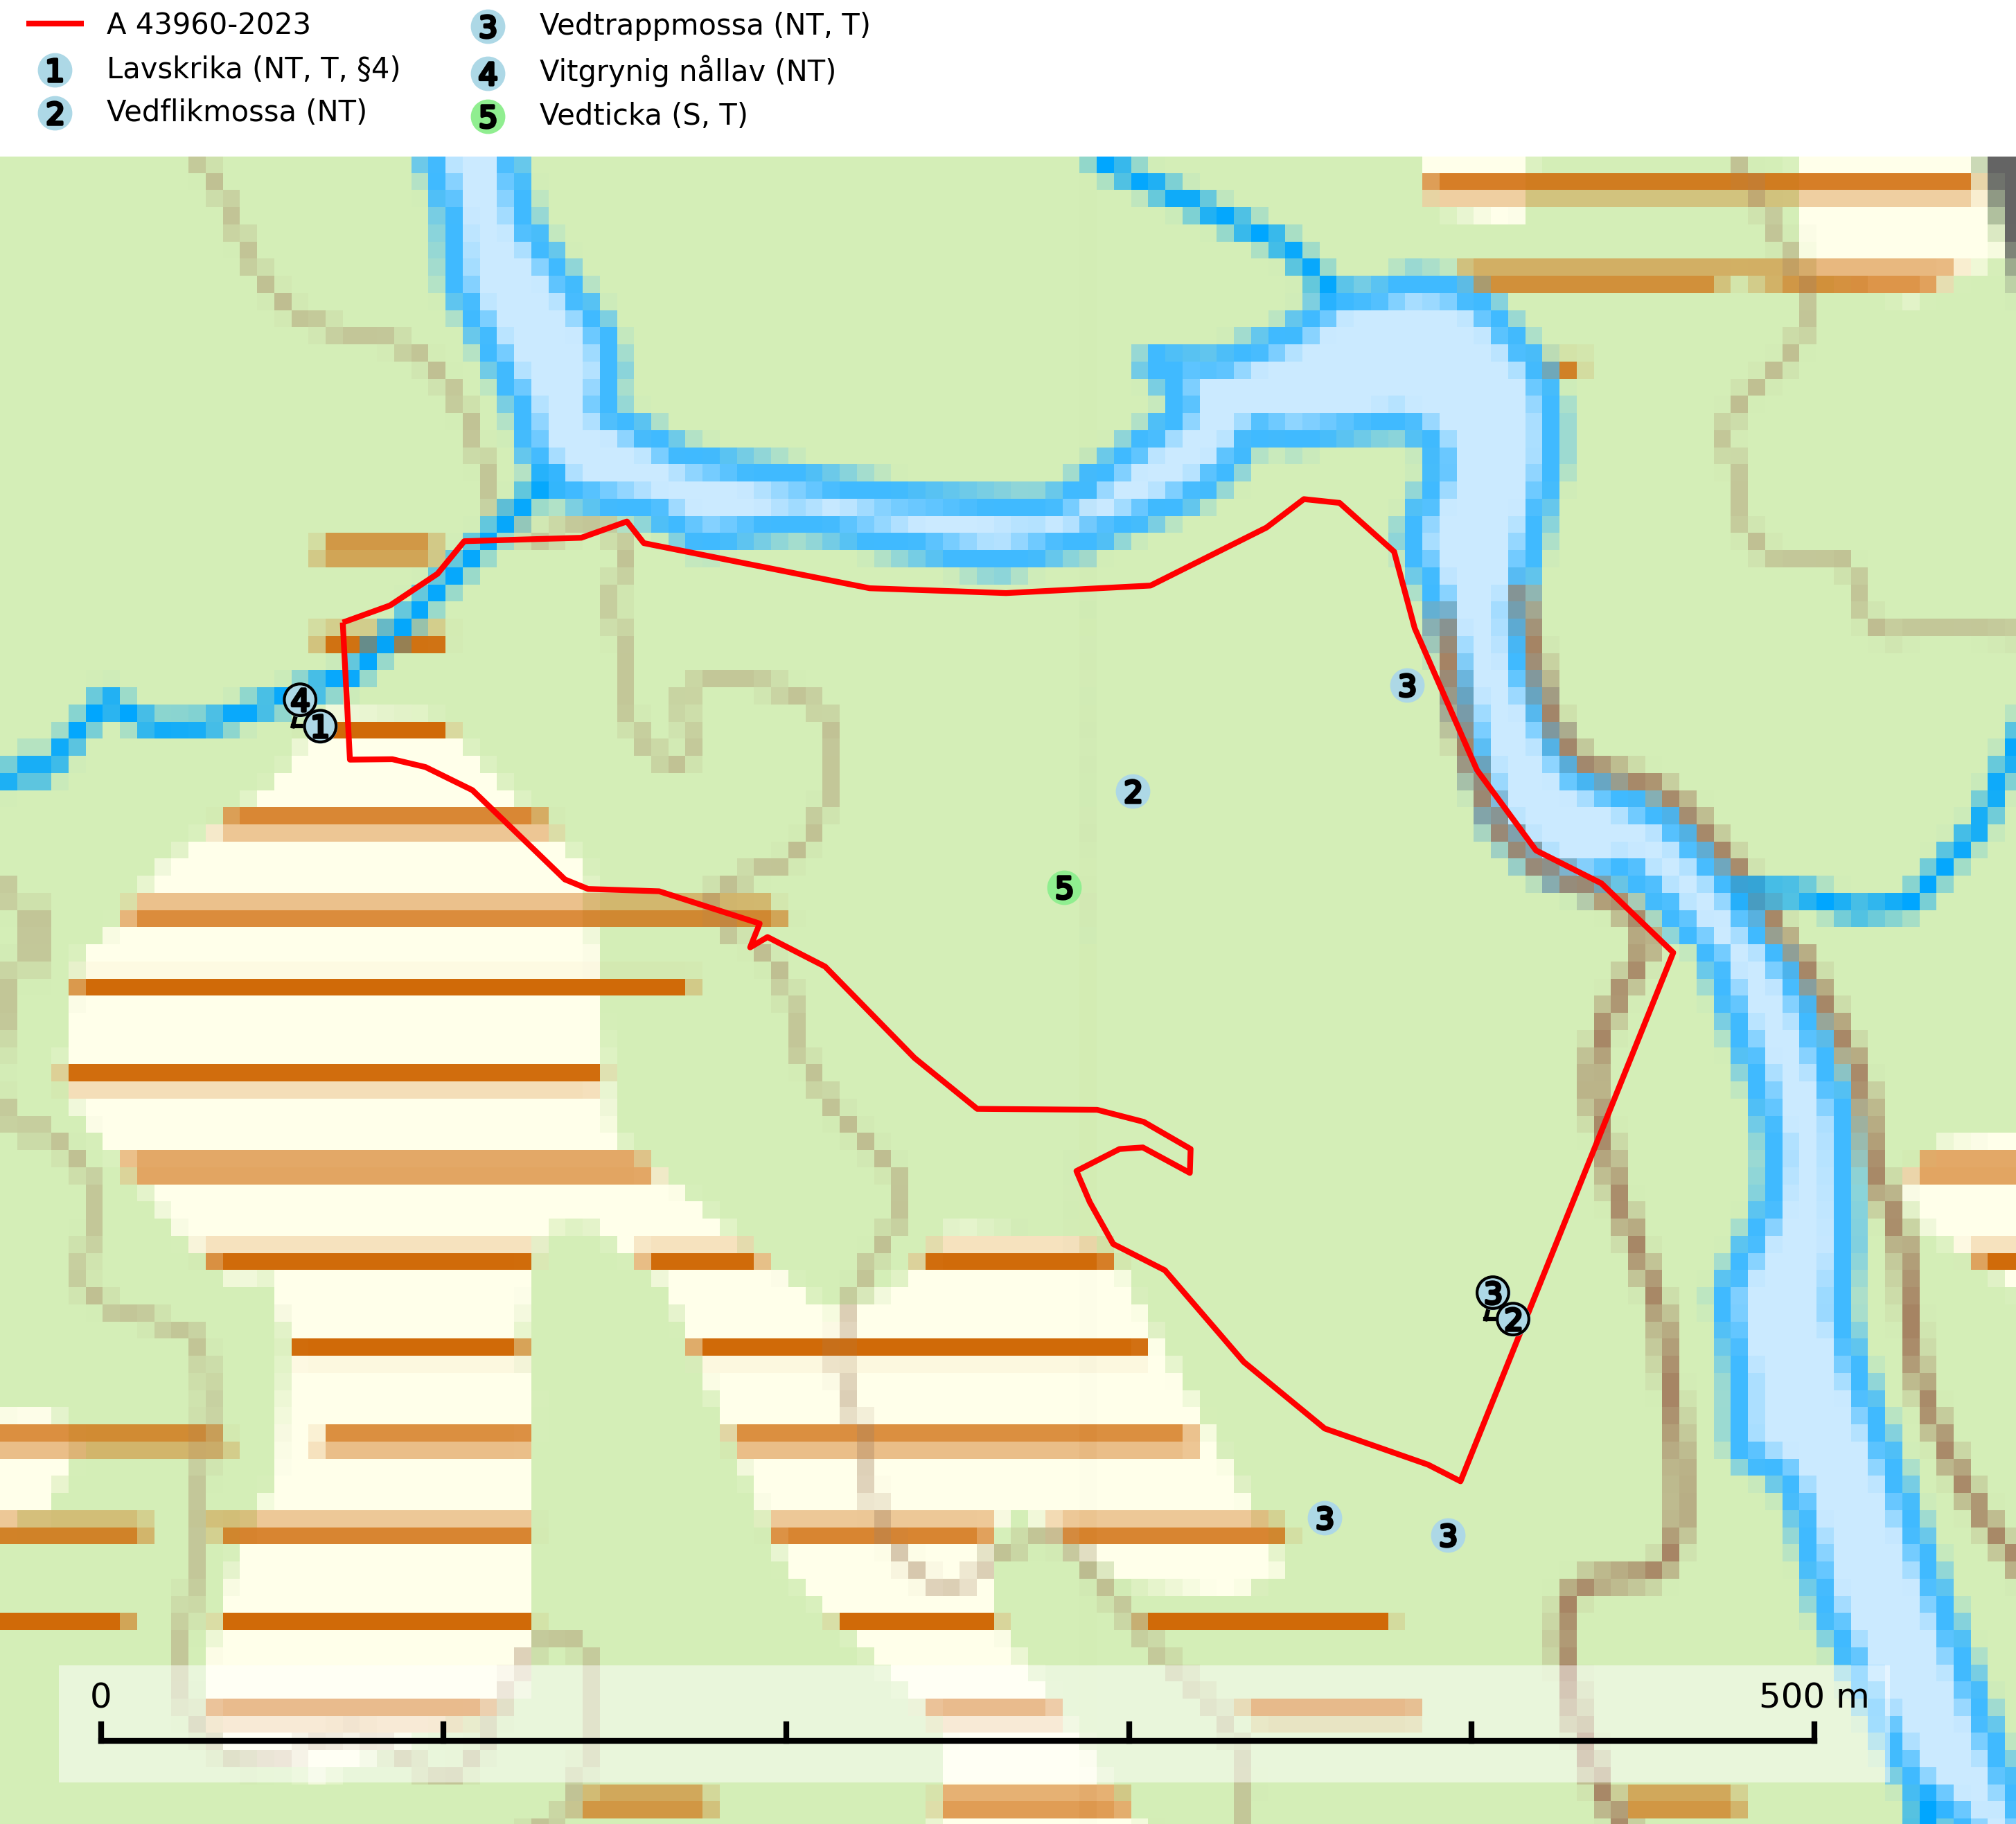 A 43960-2023
1 Lavskrika (NT, T, §4)
2 Vedflikmossa (NT)
3 Vedtrappmossa (NT, T)
4 Vitgrynig nållav (NT)
5 Vedticka (S, T)
3
4
1
2
5
3
2
3
3
0 500 m